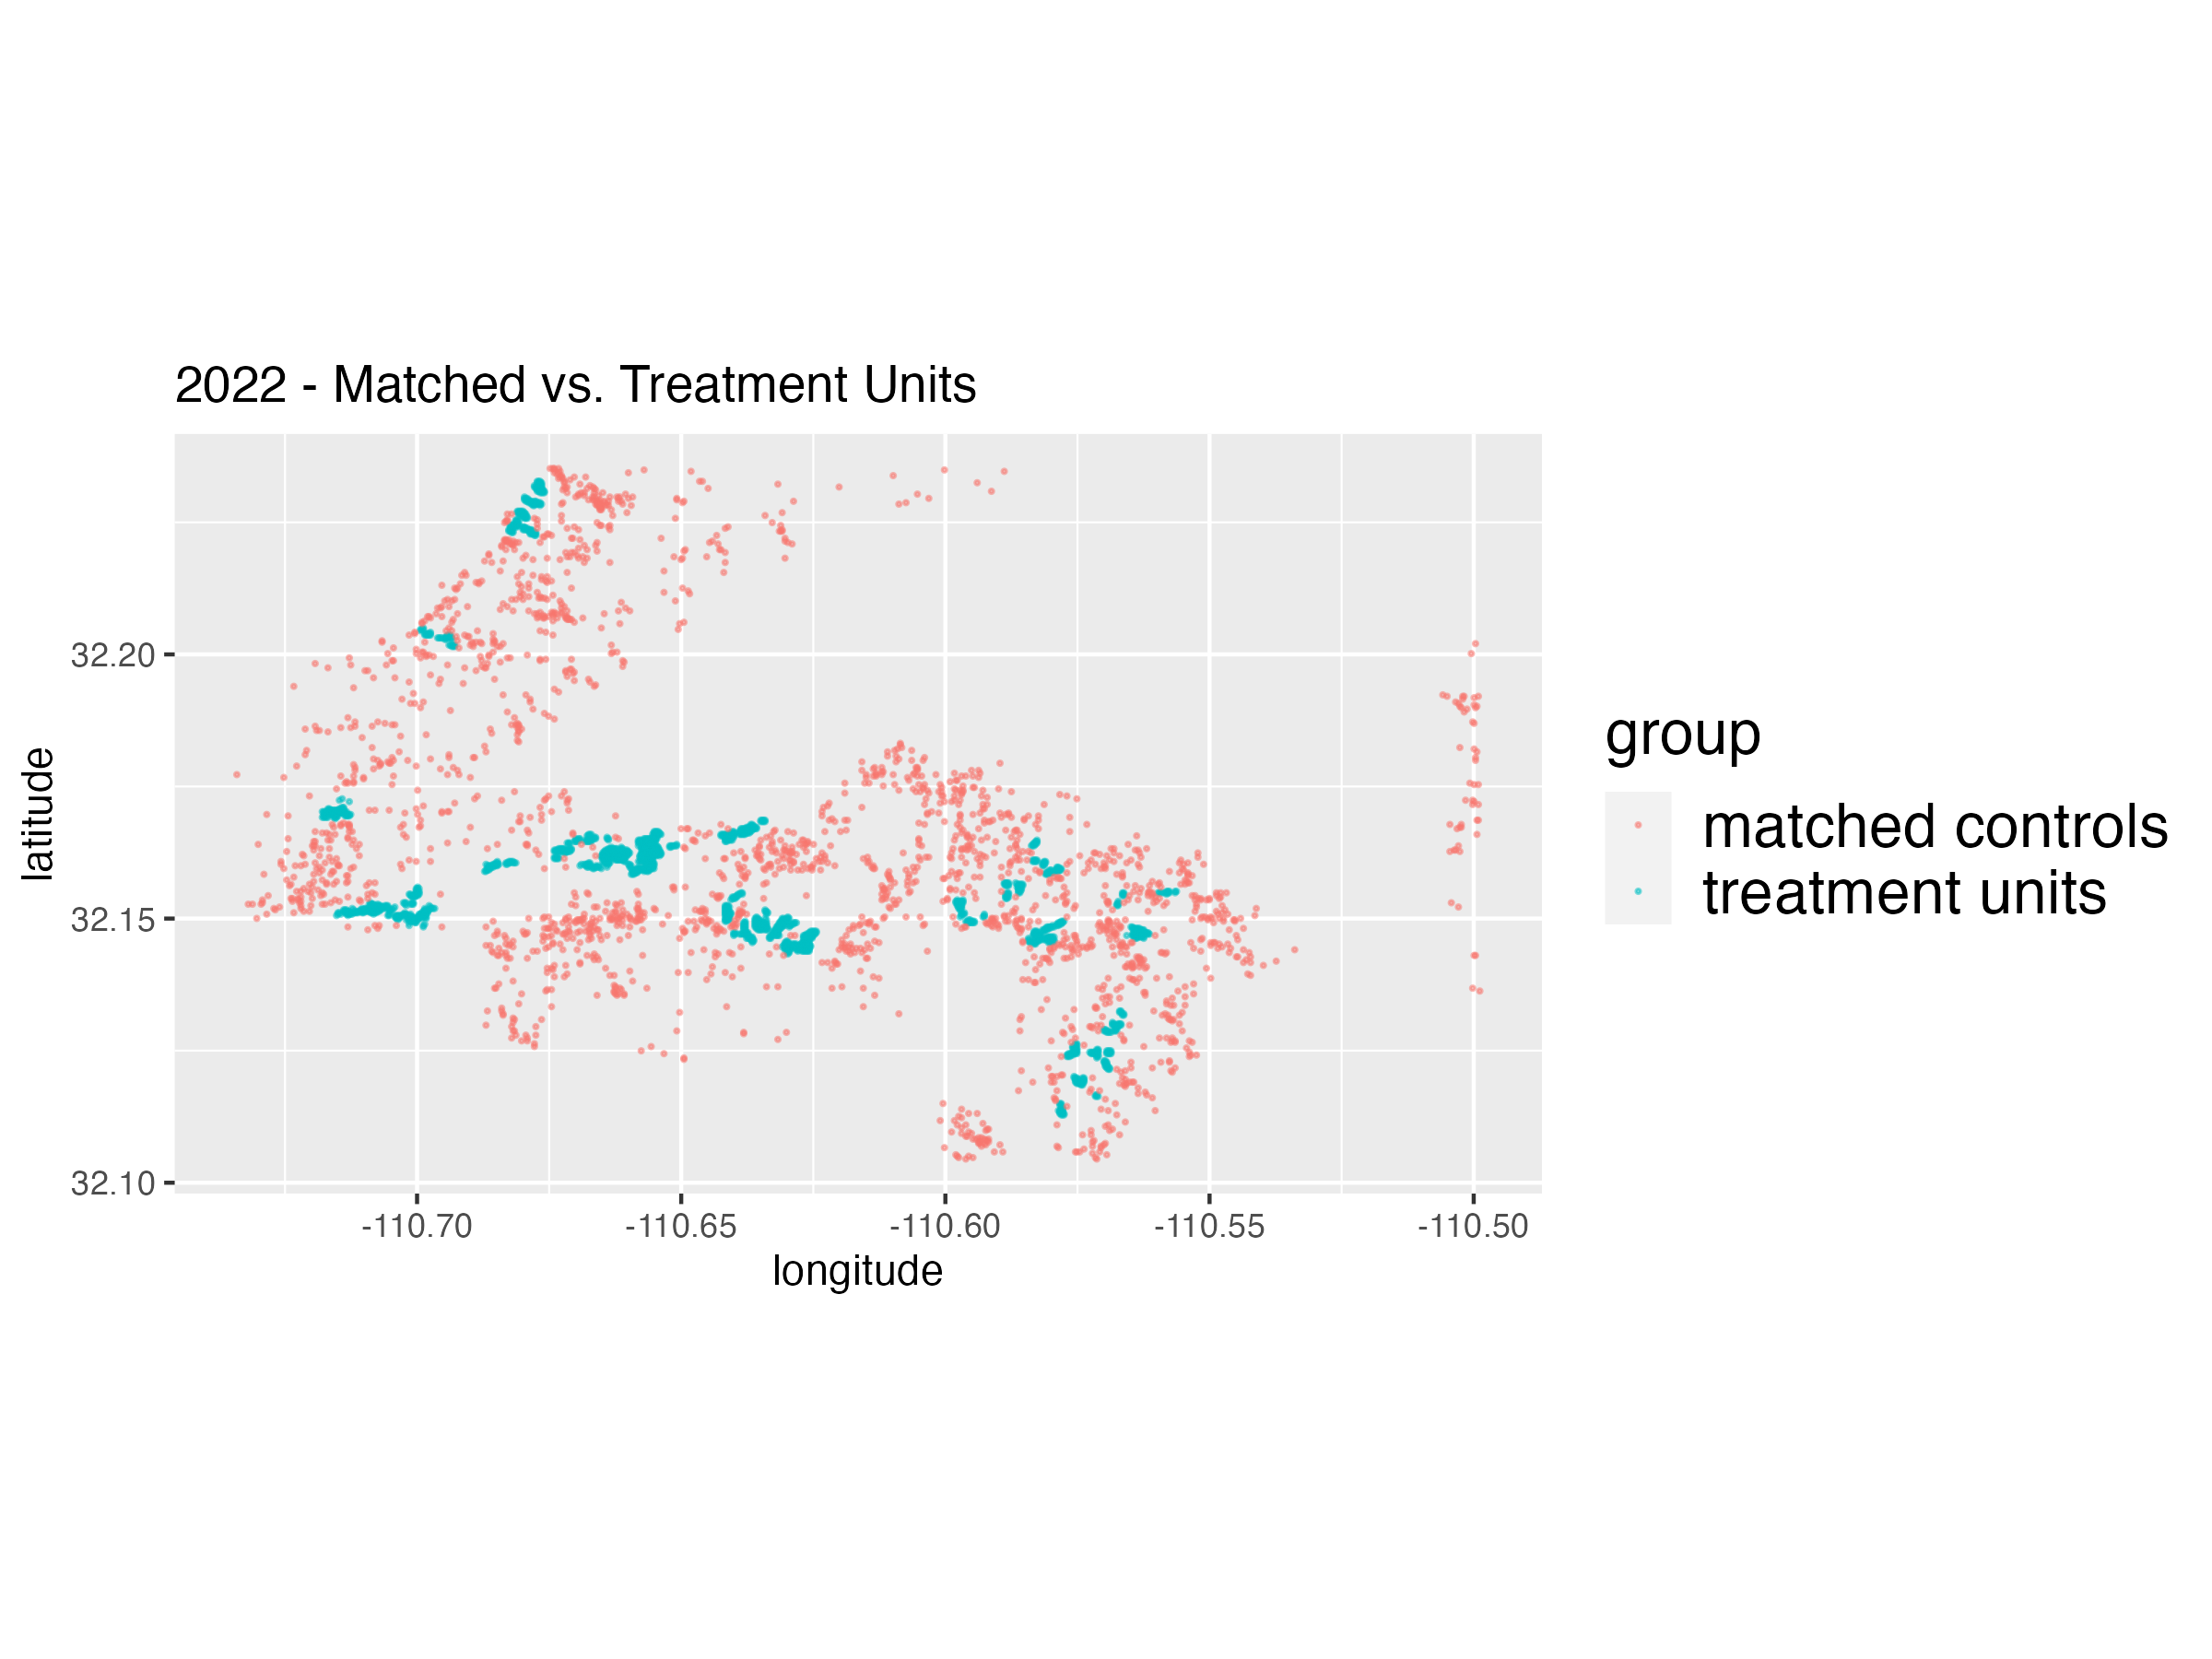 2022 - Matched vs. Treatment Units
latitude
32.20
32.15
32.10
-110.70
-110.65
-110.60
-110.55
-110.50
longitude
group
matched controls
treatment units